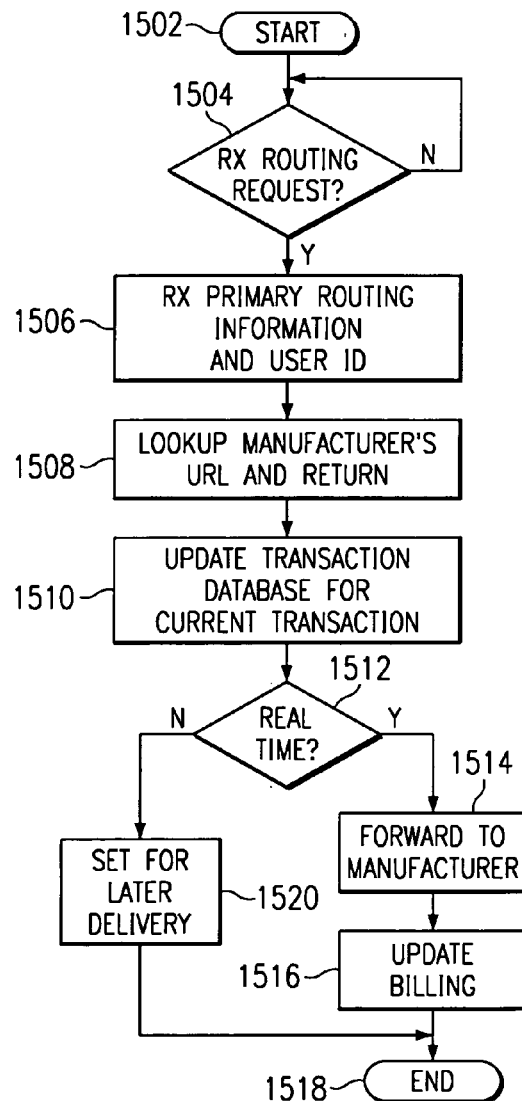 1502
START
1504
RX ROUTING
REQUEST?
N
Y
1506
RX PRIMARY ROUTING
INFORMATION
AND USER ID
1508
LOOKUP MANUFACTURER'S
URL AND RETURN
1510
UPDATE TRANSACTION
DATABASE FOR
CURRENT TRANSACTION
1512
N
REAL
TIME?
Y
1514
FORWARD TO
MANUFACTURER
SET FOR
LATER
DELIVERY
1520
1516
UPDATE
BILLING
1518
END